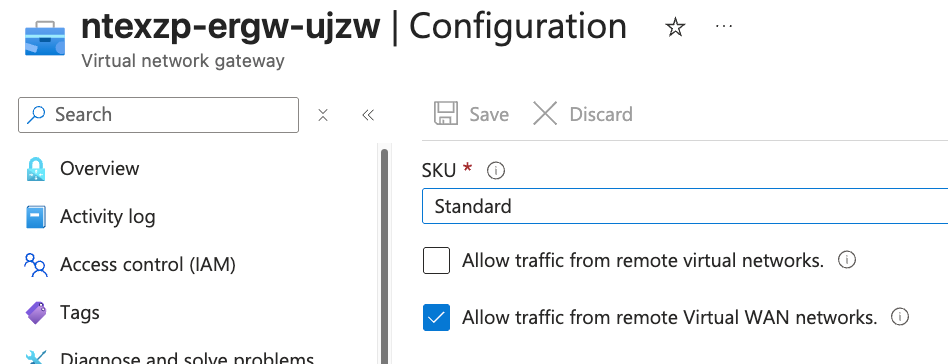 ntexzp-ergw-ujzw | Configuration
Virtual network gateway
Search
Save Discard
SKU *
Standard
Overview
Activity log
Access control (IAM)
Tags
Diagnose and solve problems
Allow traffic from remote virtual networks.
Allow traffic from remote Virtual WAN networks.